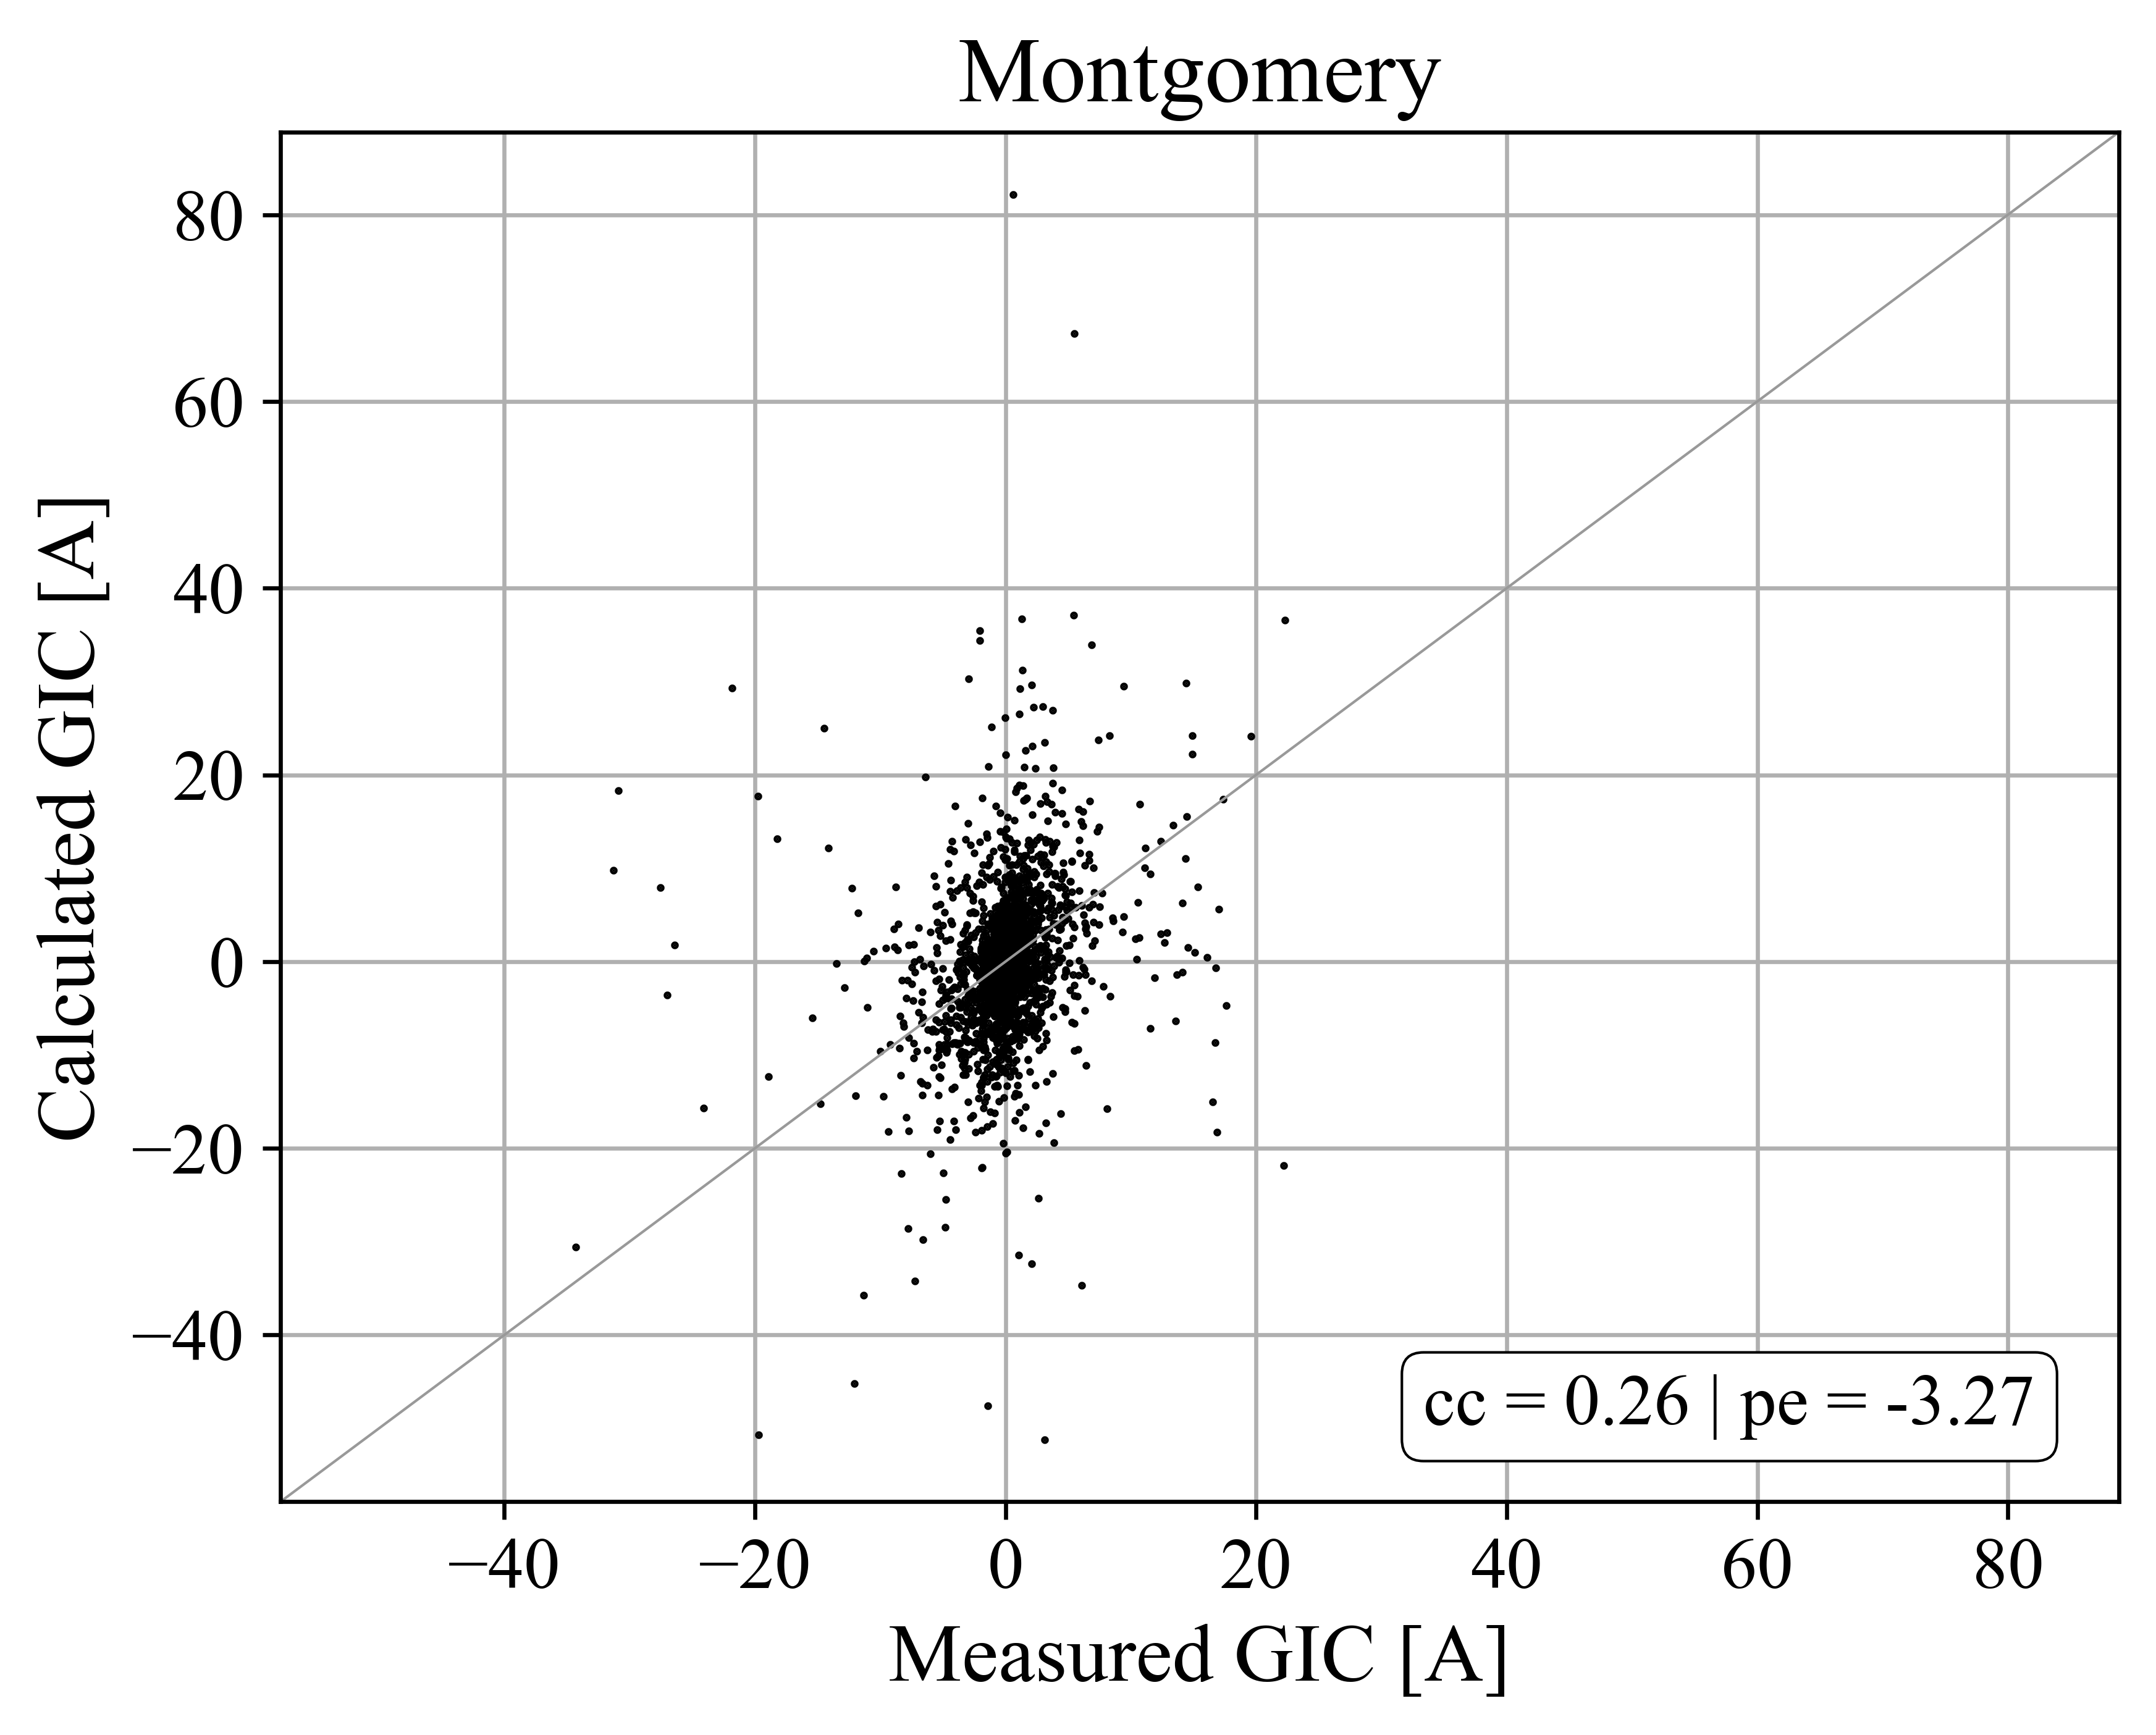 Montgomery
Calculated GIC [A]
80
60
40
20
0
−20
−40
cc = 0.26 | pe = -3.27
−40 −20 0 20 40 60 80
Measured GIC [A]